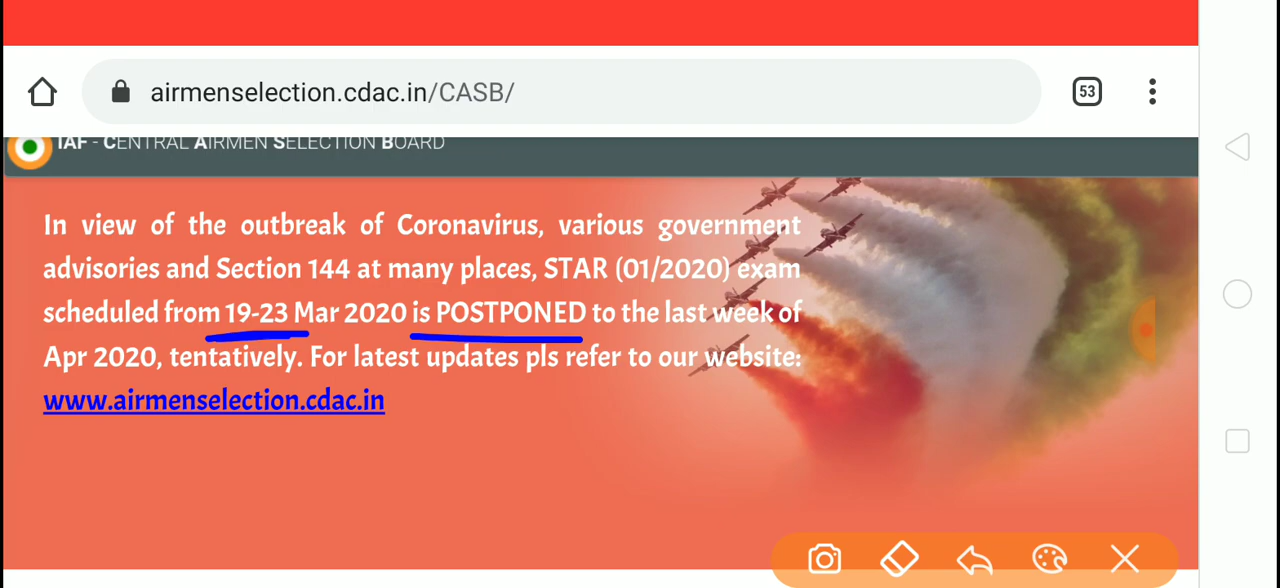 airmenselection.cdac.in/CASB/
53
IAF - CENTRAL AIRMEN SELECTION BOARD
In view of the outbreak of Coronavirus, various government
advisories and Section 144 at many places, STAR (01/2020) exam
scheduled from 19-23 Mar 2020 is POSTPONED to the last week of
Apr 2020, tentatively. For latest updates pls refer to our website:
www.airmenselection.cdac.in